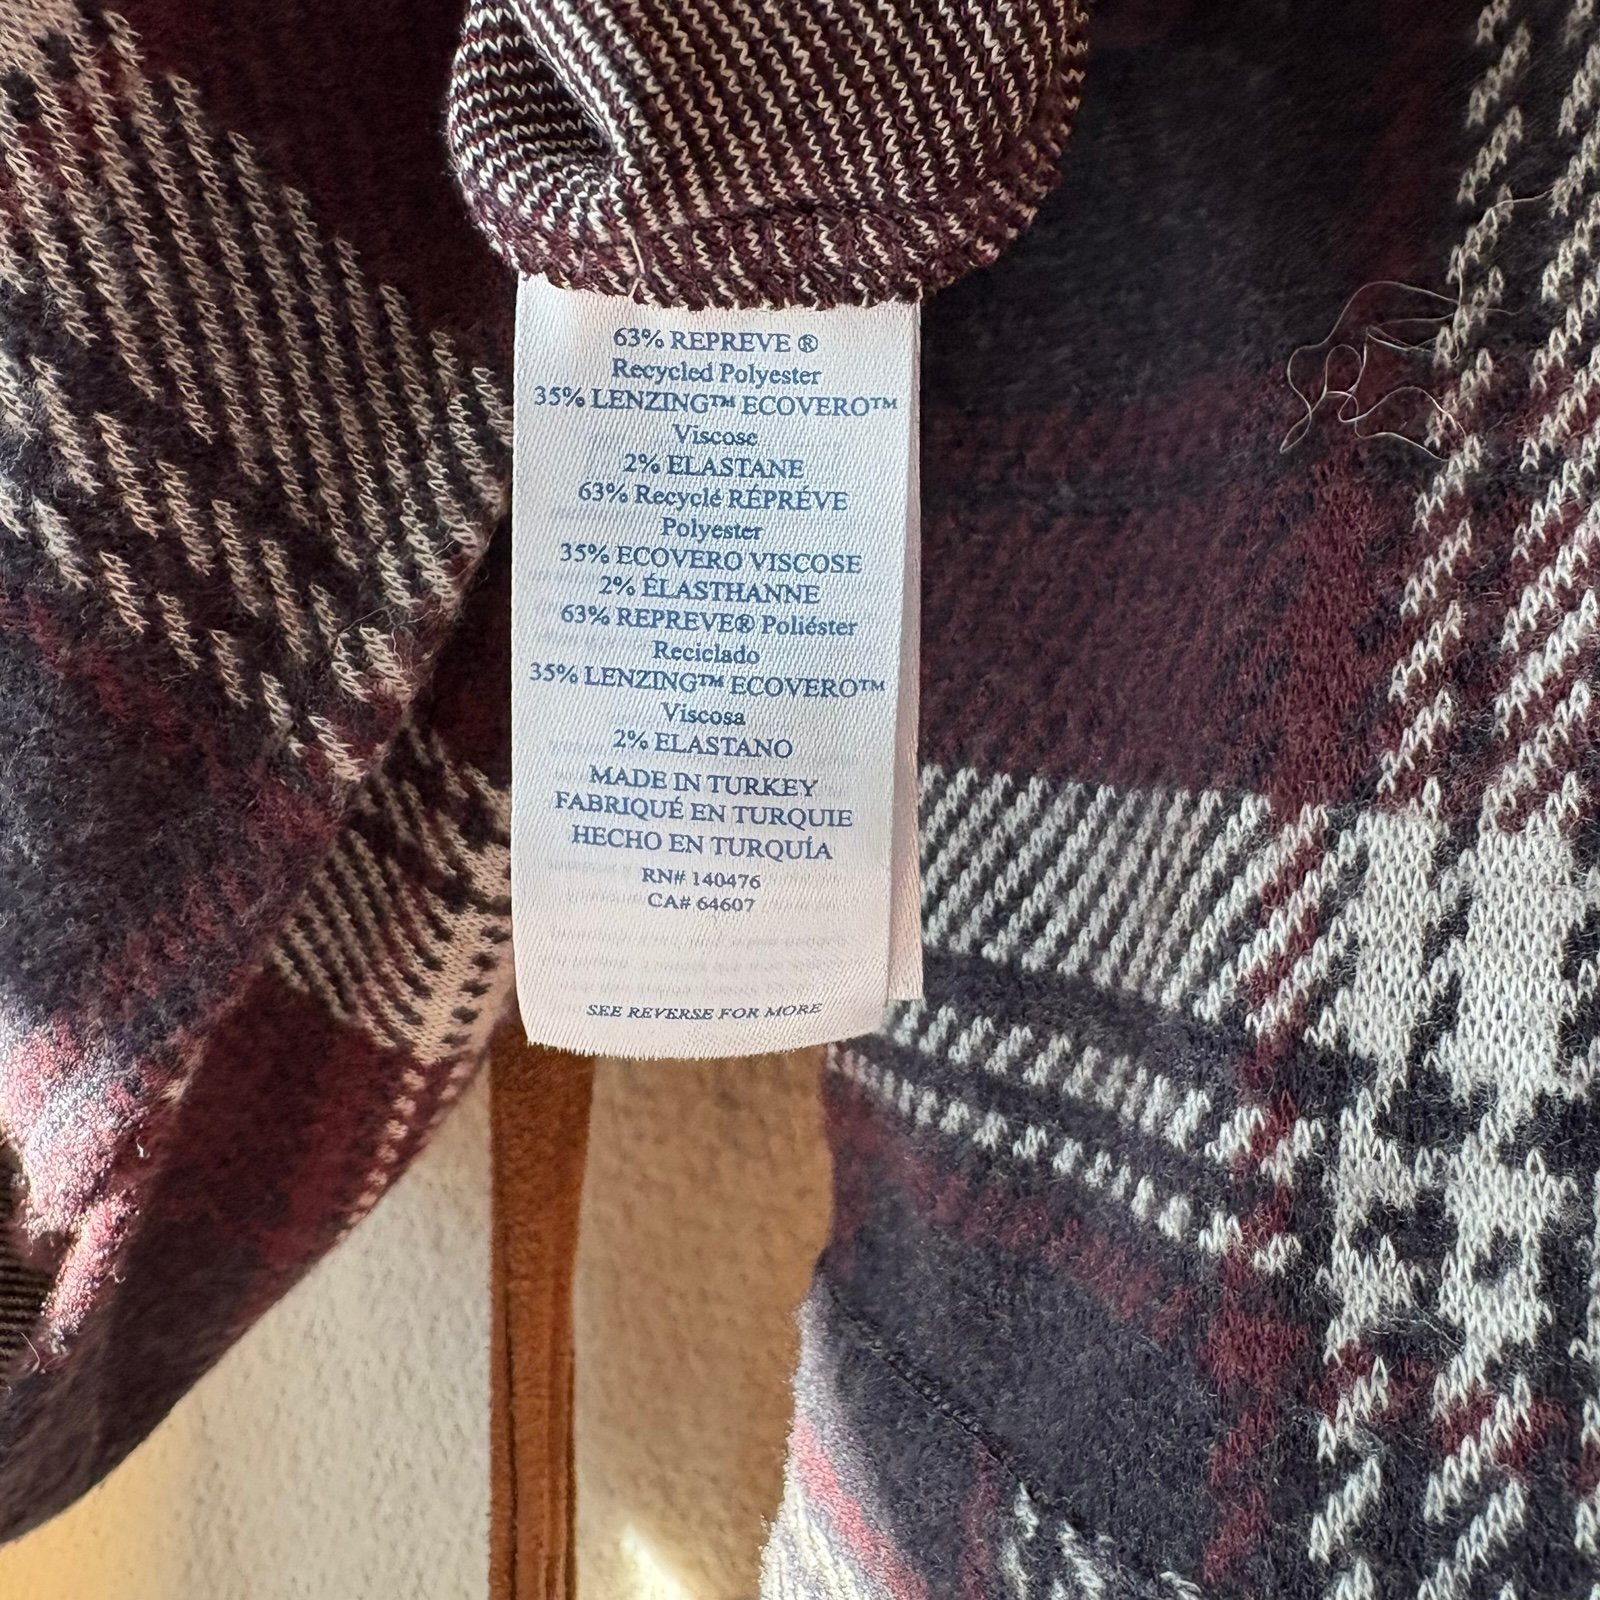 63% REPREVE ®
Recycled Polyester
35% LENZING™ ECOVERO™
Viscose
2% ELASTANE
63% Recyclé RÉPRÉVE
Polyester
35% ECOVERO VISCOSE
2% ÉLASTHANNE
63% REPREVE® Poliéster
Reciclado
35% LENZING™ ECOVERO™
Viscosa
2% ELASTANO
MADE IN TURKEY
FABRIQUÉ EN TURQUIE
HECHO EN TURQUÍA
RN# 140476
CA# 64607
SEE REVERSE FOR MORE